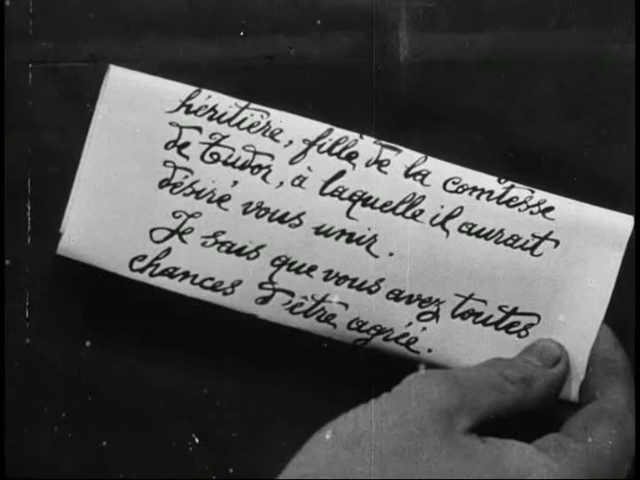 héritière, fille de la comtesse
de Tudor, à laquelle il aurait
désiré vous unir.
Je sais que vous avez toutes
chances d'être agréé.